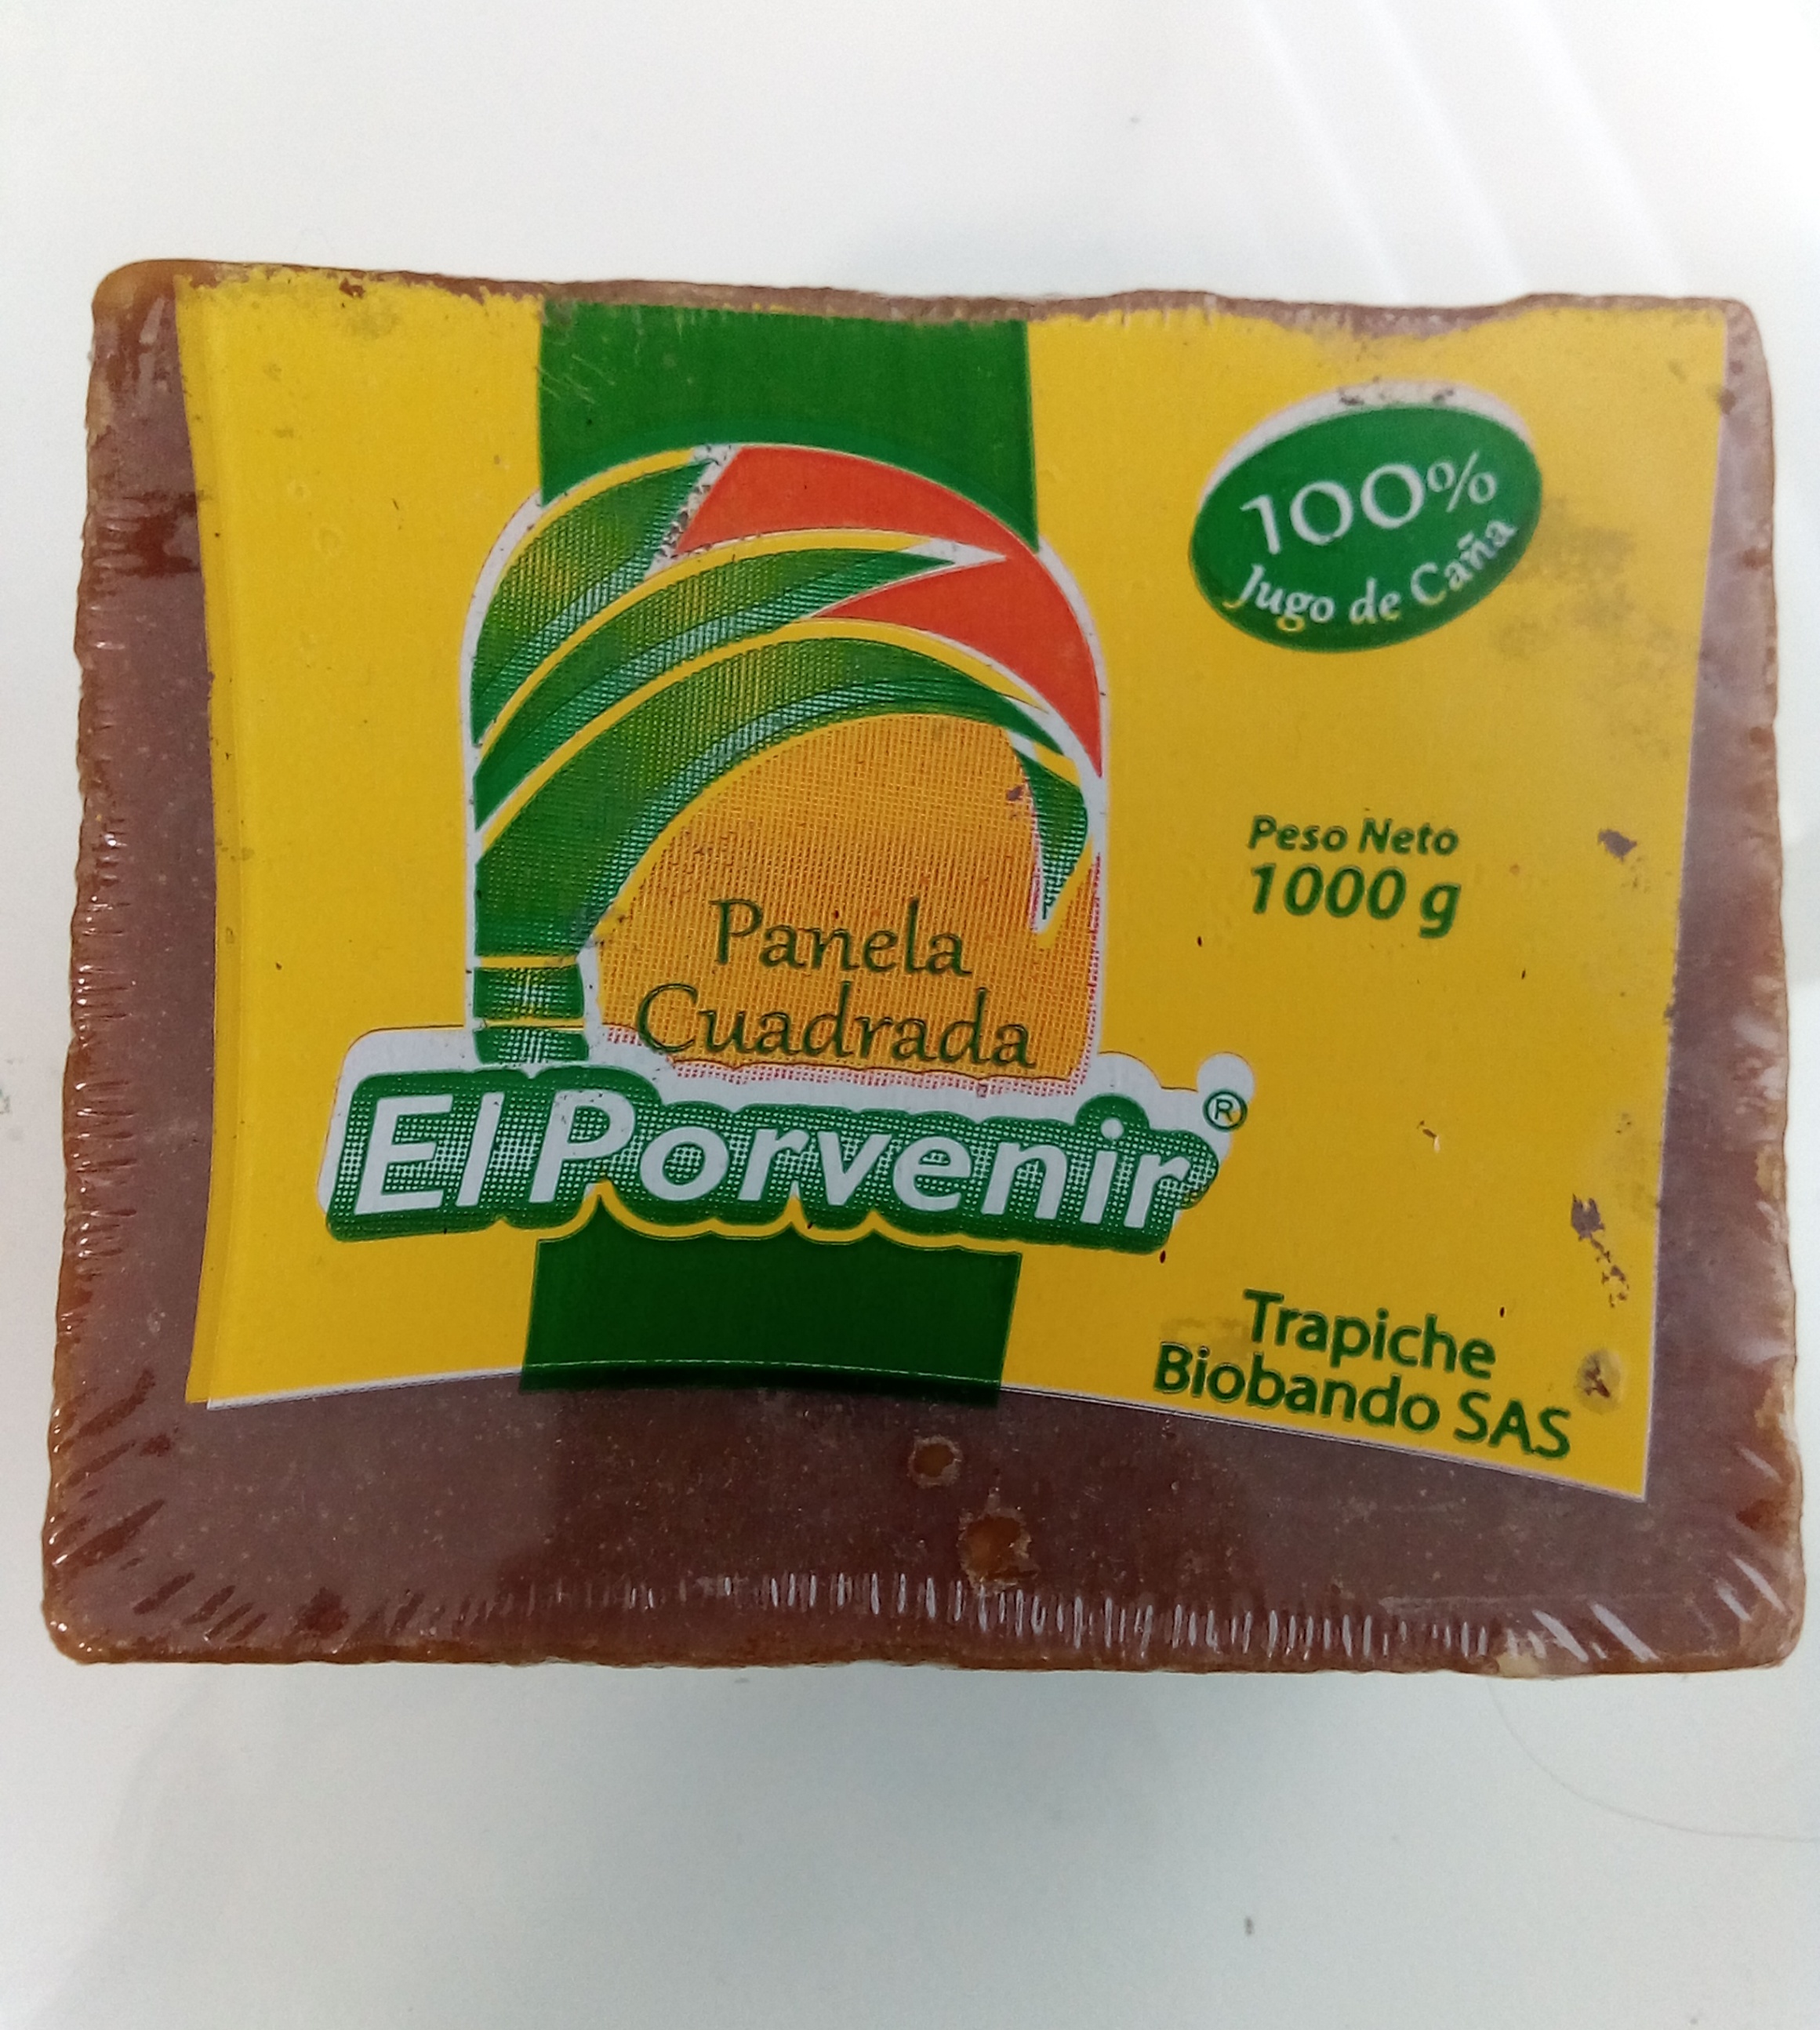 100%
Jugo de Caña
Peso Neto
1000 g
Panela
Cuadrada
El Porvenir®
Trapiche
Biobando SAS